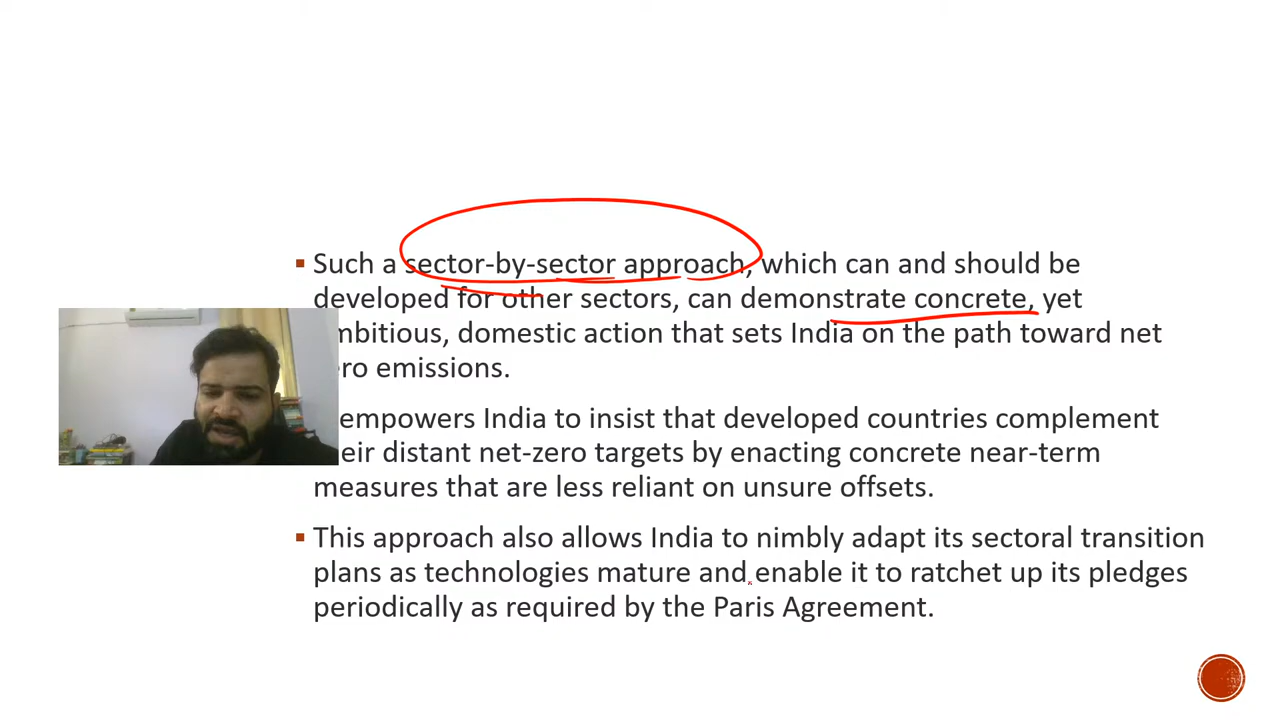 Such a sector-by-sector approach, which can and should be
developed for other sectors, can demonstrate concrete, yet
mbitious, domestic action that sets India on the path toward net
ero emissions.
empowers India to insist that developed countries complement
eir distant net-zero targets by enacting concrete near-term
measures that are less reliant on unsure offsets.
This approach also allows India to nimbly adapt its sectoral transition
plans as technologies mature and enable it to ratchet up its pledges
periodically as required by the Paris Agreement.